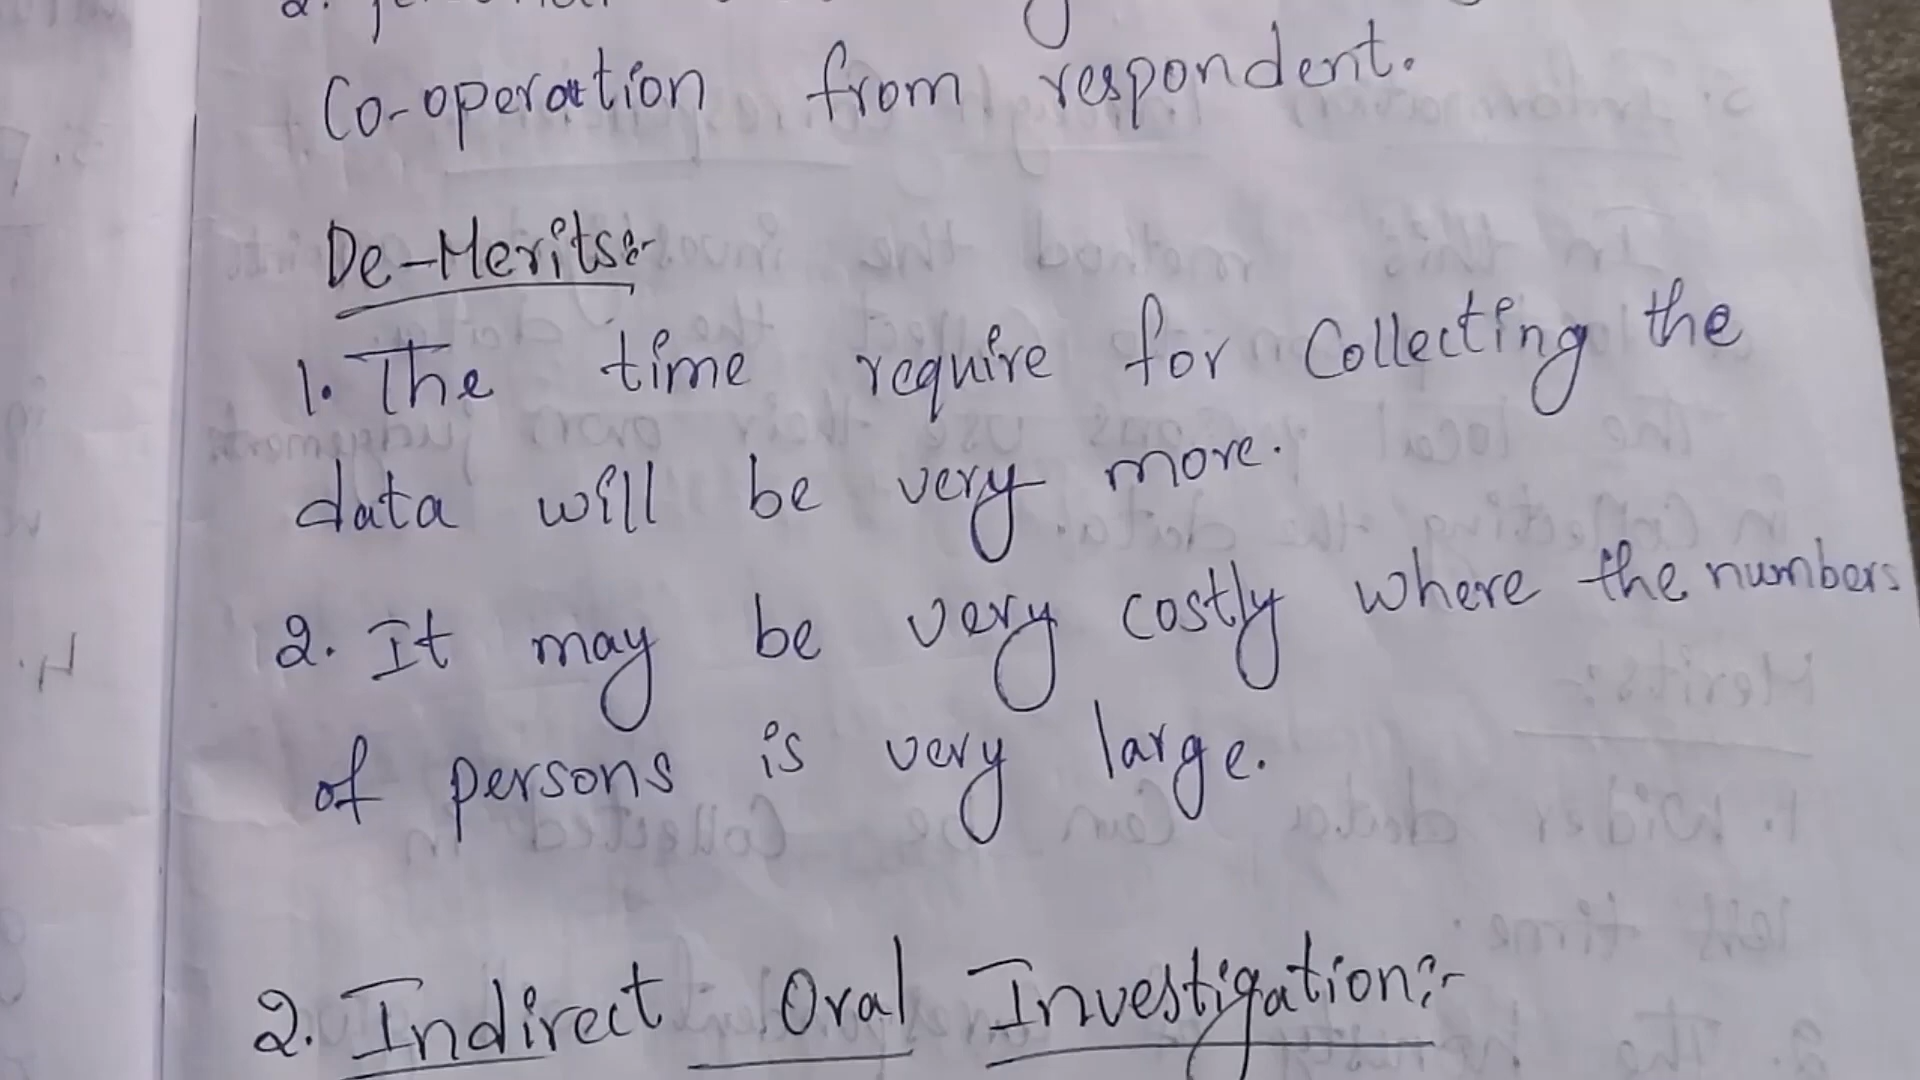 Co-operation from respondent.
De-Merits:-
1. The time require for Collecting the
data will be very more.
2. It may be very costly where the numbers
of persons is very large.
2. Indirect Oral Investigation:-